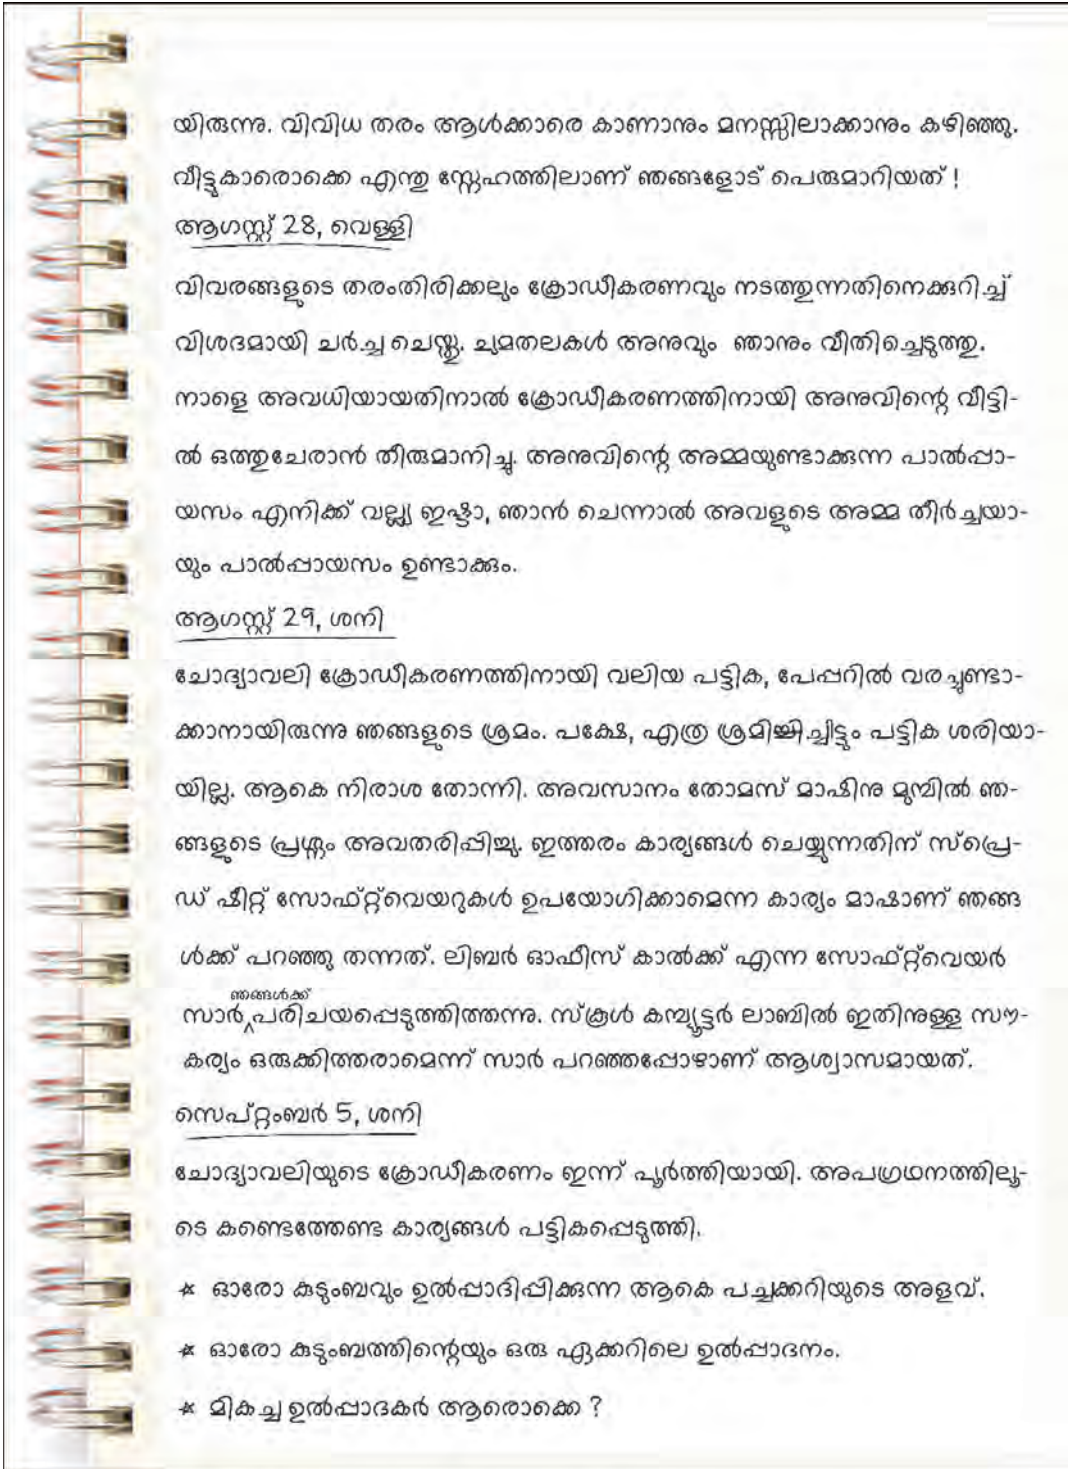 യിരുന്നു. വിവിധ തരം ആൾക്കാരെ കാണാനും മനസ്സിലാക്കാനും കഴിഞ്ഞു.
വീട്ടുകാരൊക്കെ എന്തു സ്നേഹത്തിലാണ് ഞങ്ങളോട് പെരുമാറിയത് !
ആഗസ്റ്റ് 28, വെള്ളി
വിവരങ്ങളുടെ തരംതിരിക്കലും ക്രോഡീകരണവും നടത്തുന്നതിനെക്കുറിച്ച്
വിശദമായി ചർച്ച ചെയ്തു. ചുമതലകൾ അനുവും ഞാനും വീതിച്ചെടുത്തു.
നാളെ അവധിയായതിനാൽ ക്രോഡീകരണത്തിനായി അനുവിന്റെ വീട്ടി-
ൽ ഒത്തുചേരാൻ തീരുമാനിച്ചു. അനുവിന്റെ അമ്മയുണ്ടാക്കുന്ന പാൽപ്പാ-
യസം എനിക്ക് വല്ല്യ ഇഷ്ടാ, ഞാൻ ചെന്നാൽ അവളുടെ അമ്മ തീർച്ചയാ-
യും പാൽപ്പായസം ഉണ്ടാക്കും.
ആഗസ്റ്റ് 29, ശനി
ചോദ്യാവലി ക്രോഡീകരണത്തിനായി വലിയ പട്ടിക, പേപ്പറിൽ വരച്ചുണ്ടാ-
ക്കാനായിരുന്നു ഞങ്ങളുടെ ശ്രമം. പക്ഷേ, എത്ര ശ്രമിച്ചിട്ടും പട്ടിക ശരിയാ-
യില്ല. ആകെ നിരാശ തോന്നി. അവസാനം തോമസ് മാഷിനു മുമ്പിൽ ഞ-
ങ്ങളുടെ പ്രശ്നം അവതരിപ്പിച്ചു. ഇത്തരം കാര്യങ്ങൾ ചെയ്യുന്നതിന് സ്പ്രെ-
ഡ് ഷീറ്റ് സോഫ്റ്റ്‌വെയറുകൾ ഉപയോഗിക്കാമെന്ന കാര്യം മാഷാണ് ഞങ്ങ
ൾക്ക് പറഞ്ഞു തന്നത്. ലിബർ ഓഫീസ് കാൽക്ക് എന്ന സോഫ്റ്റ്‌വെയർ
സാർ ഞങ്ങൾക്ക് പരിചയപ്പെടുത്തിത്തന്നു. സ്കൂൾ കമ്പ്യൂട്ടർ ലാബിൽ ഇതിനുള്ള സൗ-
കര്യം ഒരുക്കിത്തരാമെന്ന് സാർ പറഞ്ഞപ്പോഴാണ് ആശ്വാസമായത്.
സെപ്റ്റംബർ 5, ശനി
ചോദ്യാവലിയുടെ ക്രോഡീകരണം ഇന്ന് പൂർത്തിയായി. അപഗ്രഥനത്തിലൂ-
ടെ കണ്ടെത്തേണ്ട കാര്യങ്ങൾ പട്ടികപ്പെടുത്തി.
* ഓരോ കുടുംബവും ഉൽപ്പാദിപ്പിക്കുന്ന ആകെ പച്ചക്കറിയുടെ അളവ്.
* ഓരോ കുടുംബത്തിന്റെയും ഒരു ഏക്കറിലെ ഉൽപ്പാദനം.
* മികച്ച ഉൽപ്പാദകർ ആരൊക്കെ ?